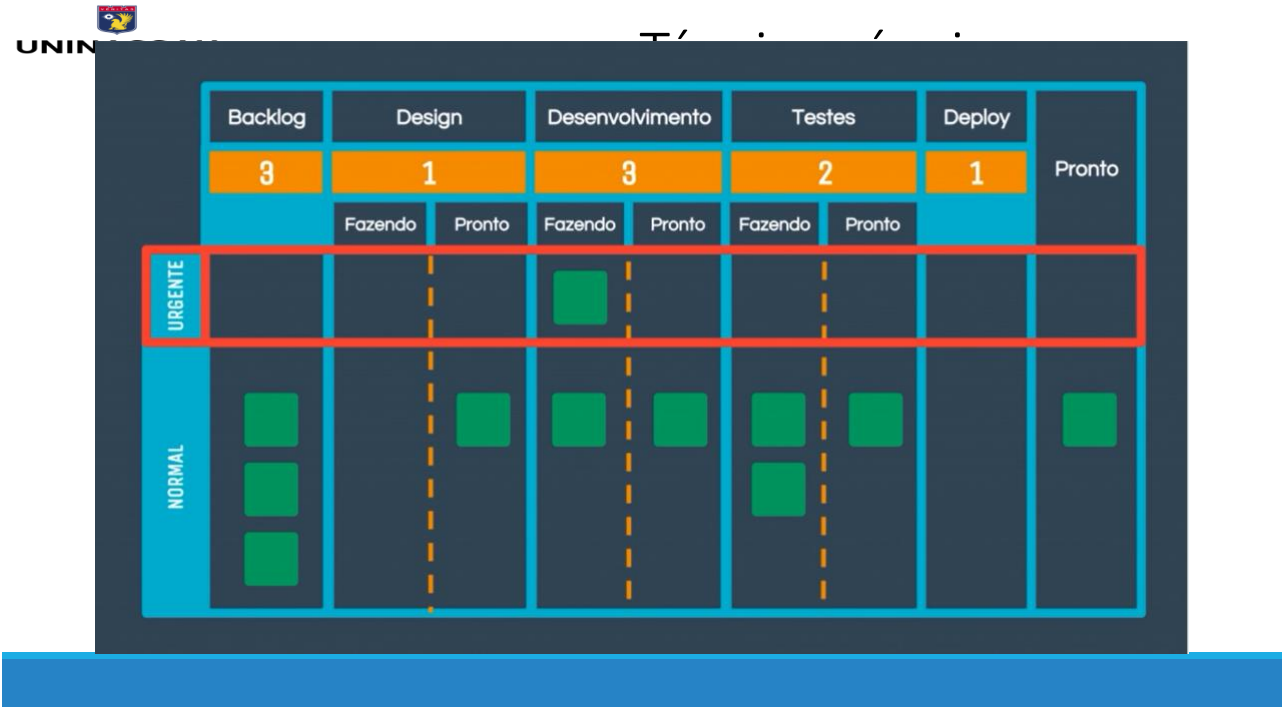 Backlog Design Desenvolvimento Testes Deploy
Pronto
3 1 3 2 1
Fazendo Pronto Fazendo Pronto Fazendo Pronto
URGENTE
NORMAL